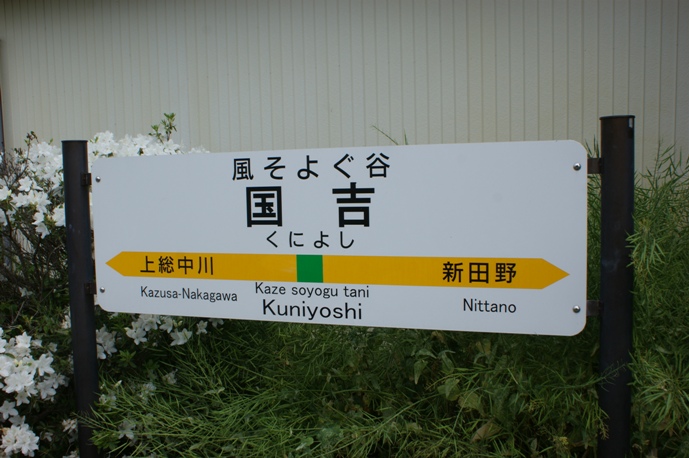 風そよぐ谷
国吉
くによし
上総中川
新田野
Kazusa-Nakagawa
Kaze soyogu tani
Kuniyoshi
Nittano